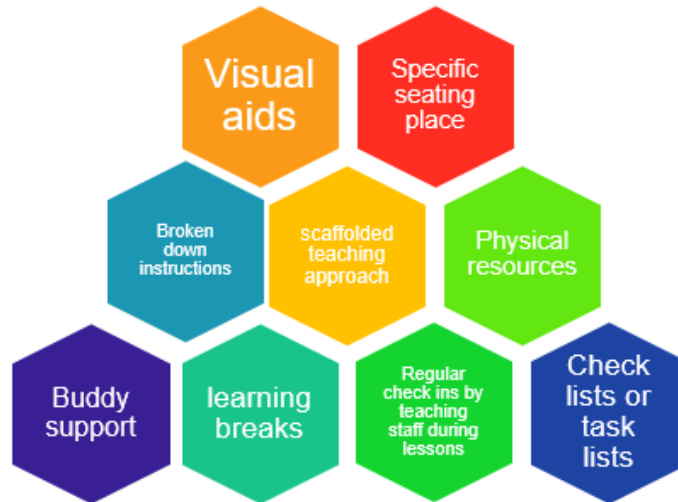 Visual
aids
Specific
seating
place
Broken
down
instructions
scaffolded
teaching
approach
Physical
resources
Buddy
support
learning
breaks
Regular
check ins by
teaching
staff during
lessons
Check
lists or
task
lists